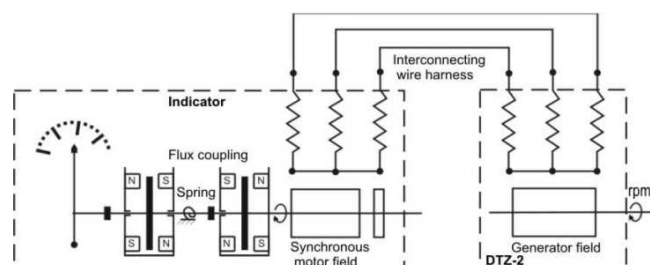 Interconnecting
wire harness
Indicator
Flux coupling
N
S
S
N
Spring
S
N
N
S
Synchronous
motor field
rpm
Generator field
DTZ-2